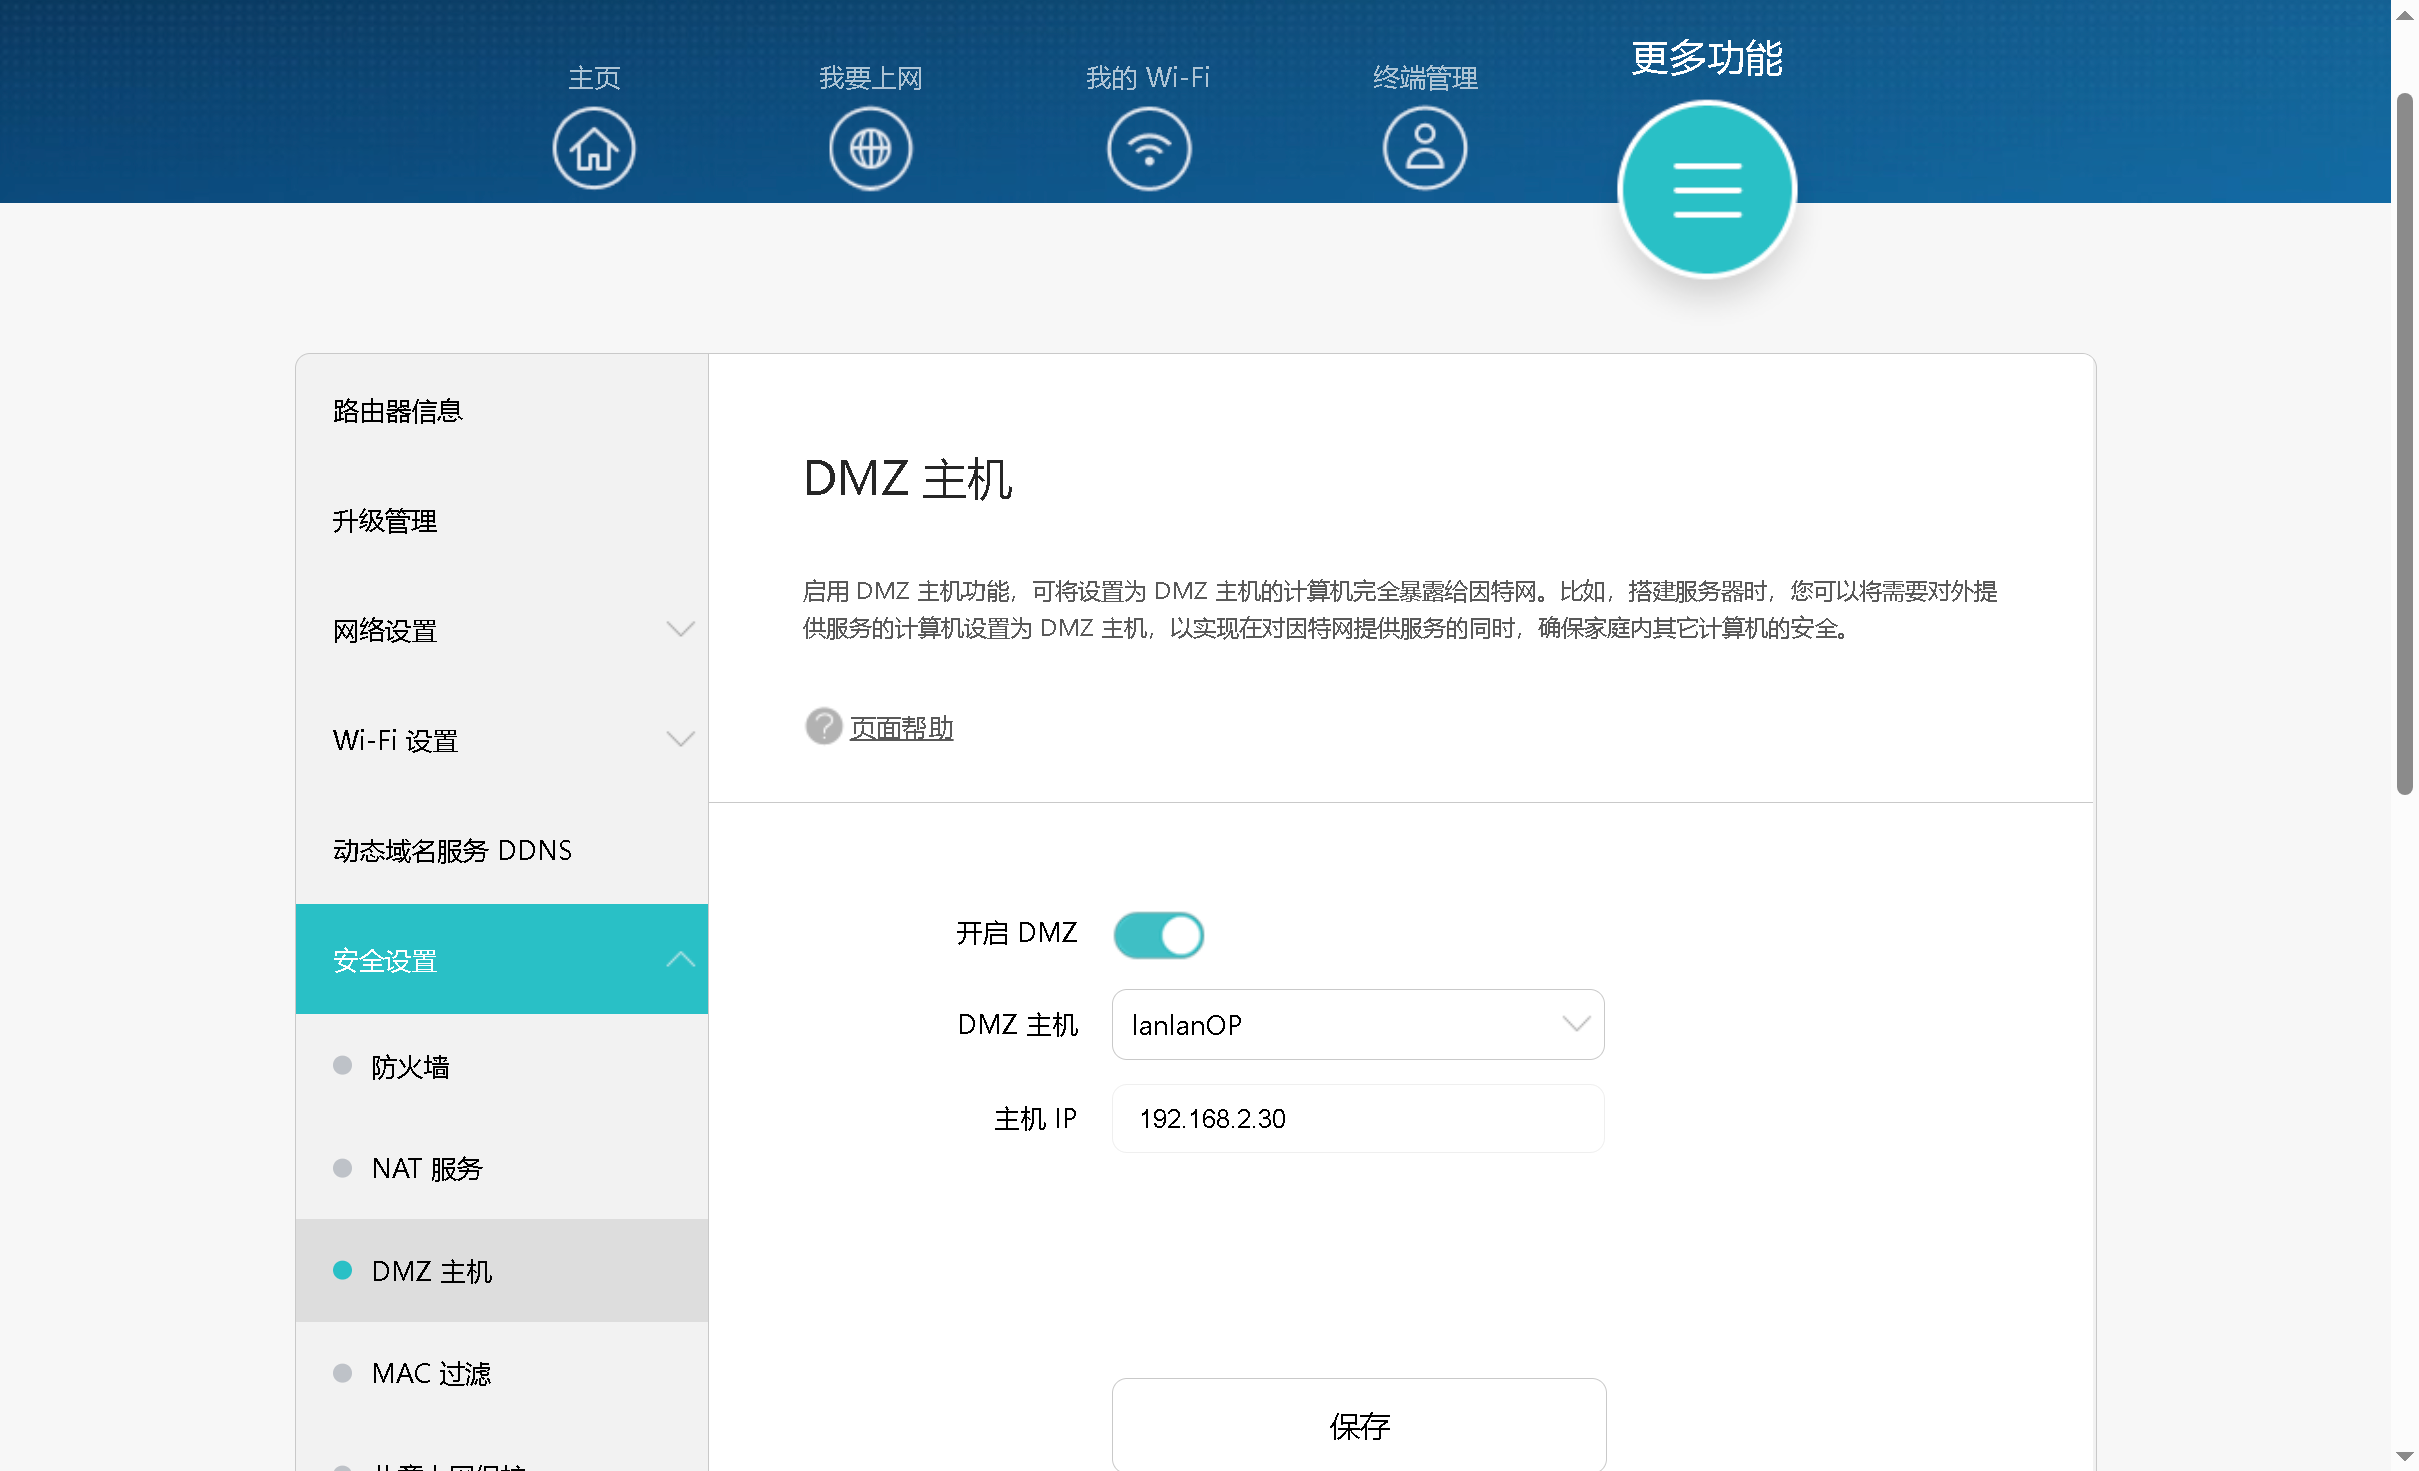 主页
我要上网
我的 Wi-Fi
终端管理
更多功能
路由器信息
升级管理
网络设置
Wi-Fi 设置
动态域名服务 DDNS
安全设置
防火墙
NAT 服务
DMZ 主机
MAC 过滤
DMZ 主机
启用 DMZ 主机功能，可将设置为 DMZ 主机的计算机完全暴露给因特网。比如，搭建服务器时，您可以将需要对外提
供服务的计算机设置为 DMZ 主机，以实现在对因特网提供服务的同时，确保家庭内其它计算机的安全。
页面帮助
开启 DMZ
DMZ 主机
lanlanOP
主机 IP
192.168.2.30
保存